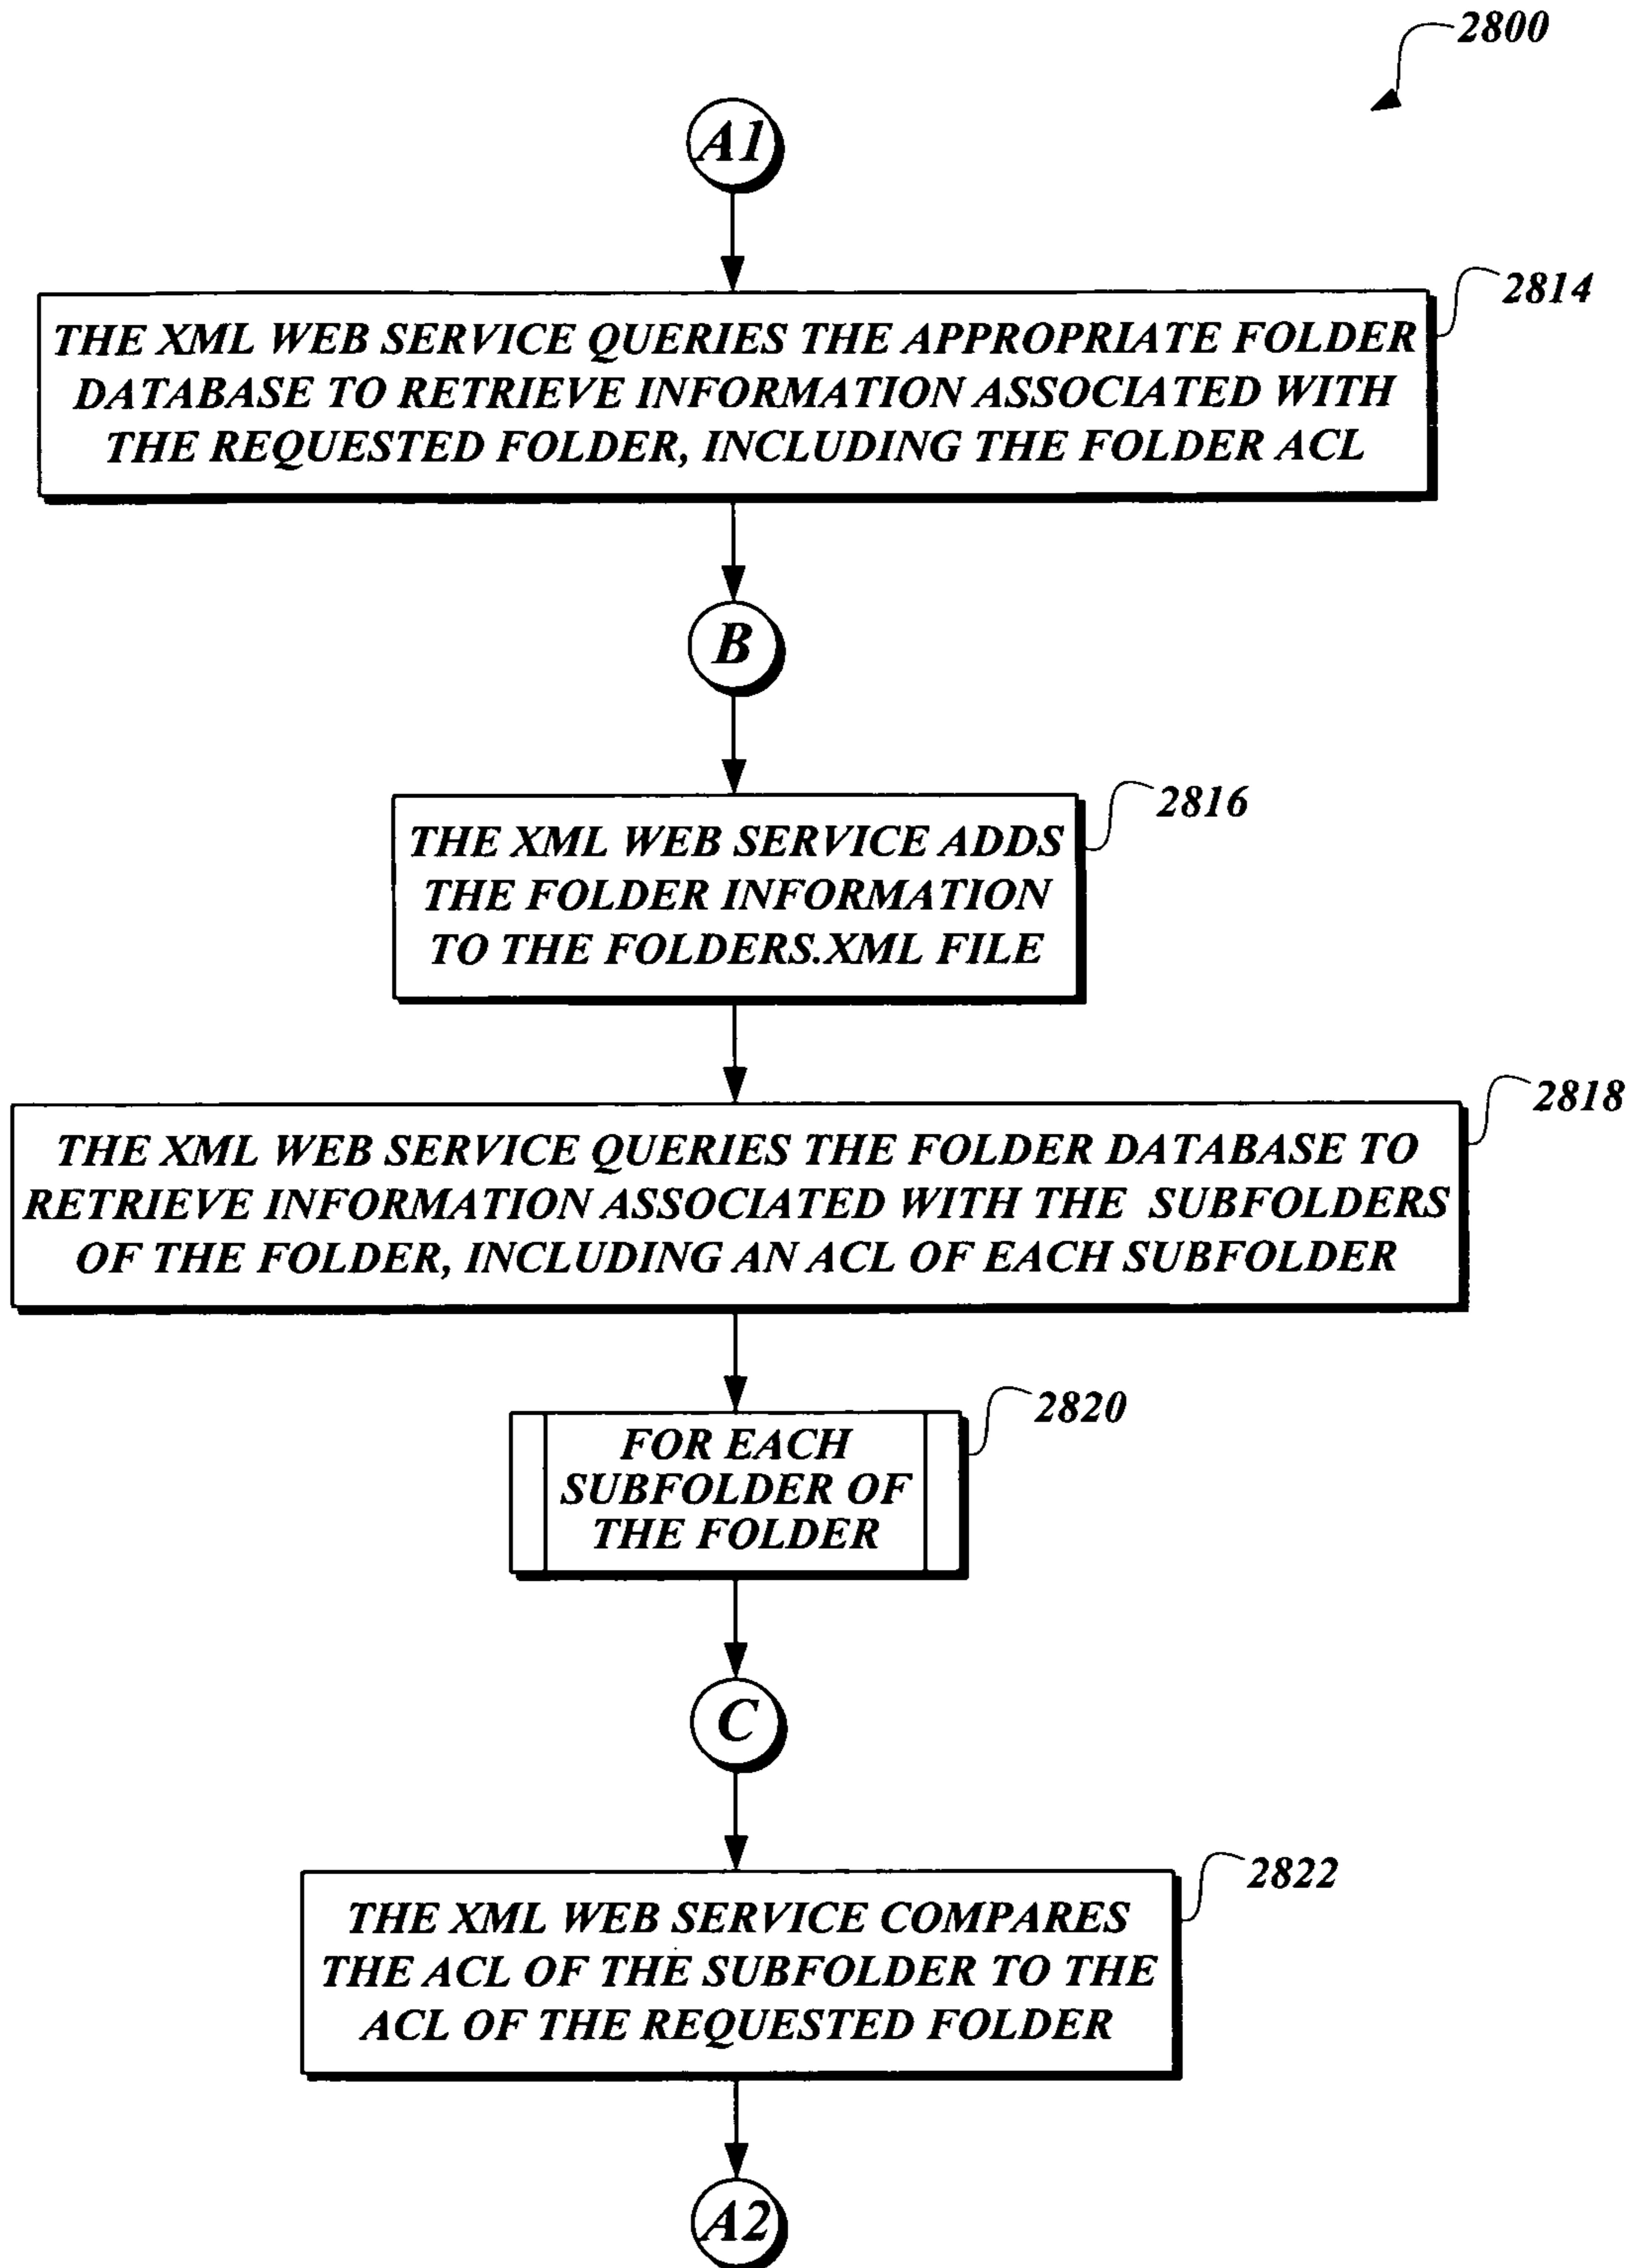 2800
A1
2814
THE XML WEB SERVICE QUERIES THE APPROPRIATE FOLDER
DATABASE TO RETRIEVE INFORMATION ASSOCIATED WITH
THE REQUESTED FOLDER, INCLUDING THE FOLDER ACL
B
2816
THE XML WEB SERVICE ADDS
THE FOLDER INFORMATION
TO THE FOLDERS.XML FILE
2818
THE XML WEB SERVICE QUERIES THE FOLDER DATABASE TO
RETRIEVE INFORMATION ASSOCIATED WITH THE SUBFOLDERS
OF THE FOLDER, INCLUDING AN ACL OF EACH SUBFOLDER
2820
FOR EACH
SUBFOLDER OF
THE FOLDER
C
2822
THE XML WEB SERVICE COMPARES
THE ACL OF THE SUBFOLDER TO THE
ACL OF THE REQUESTED FOLDER
A2